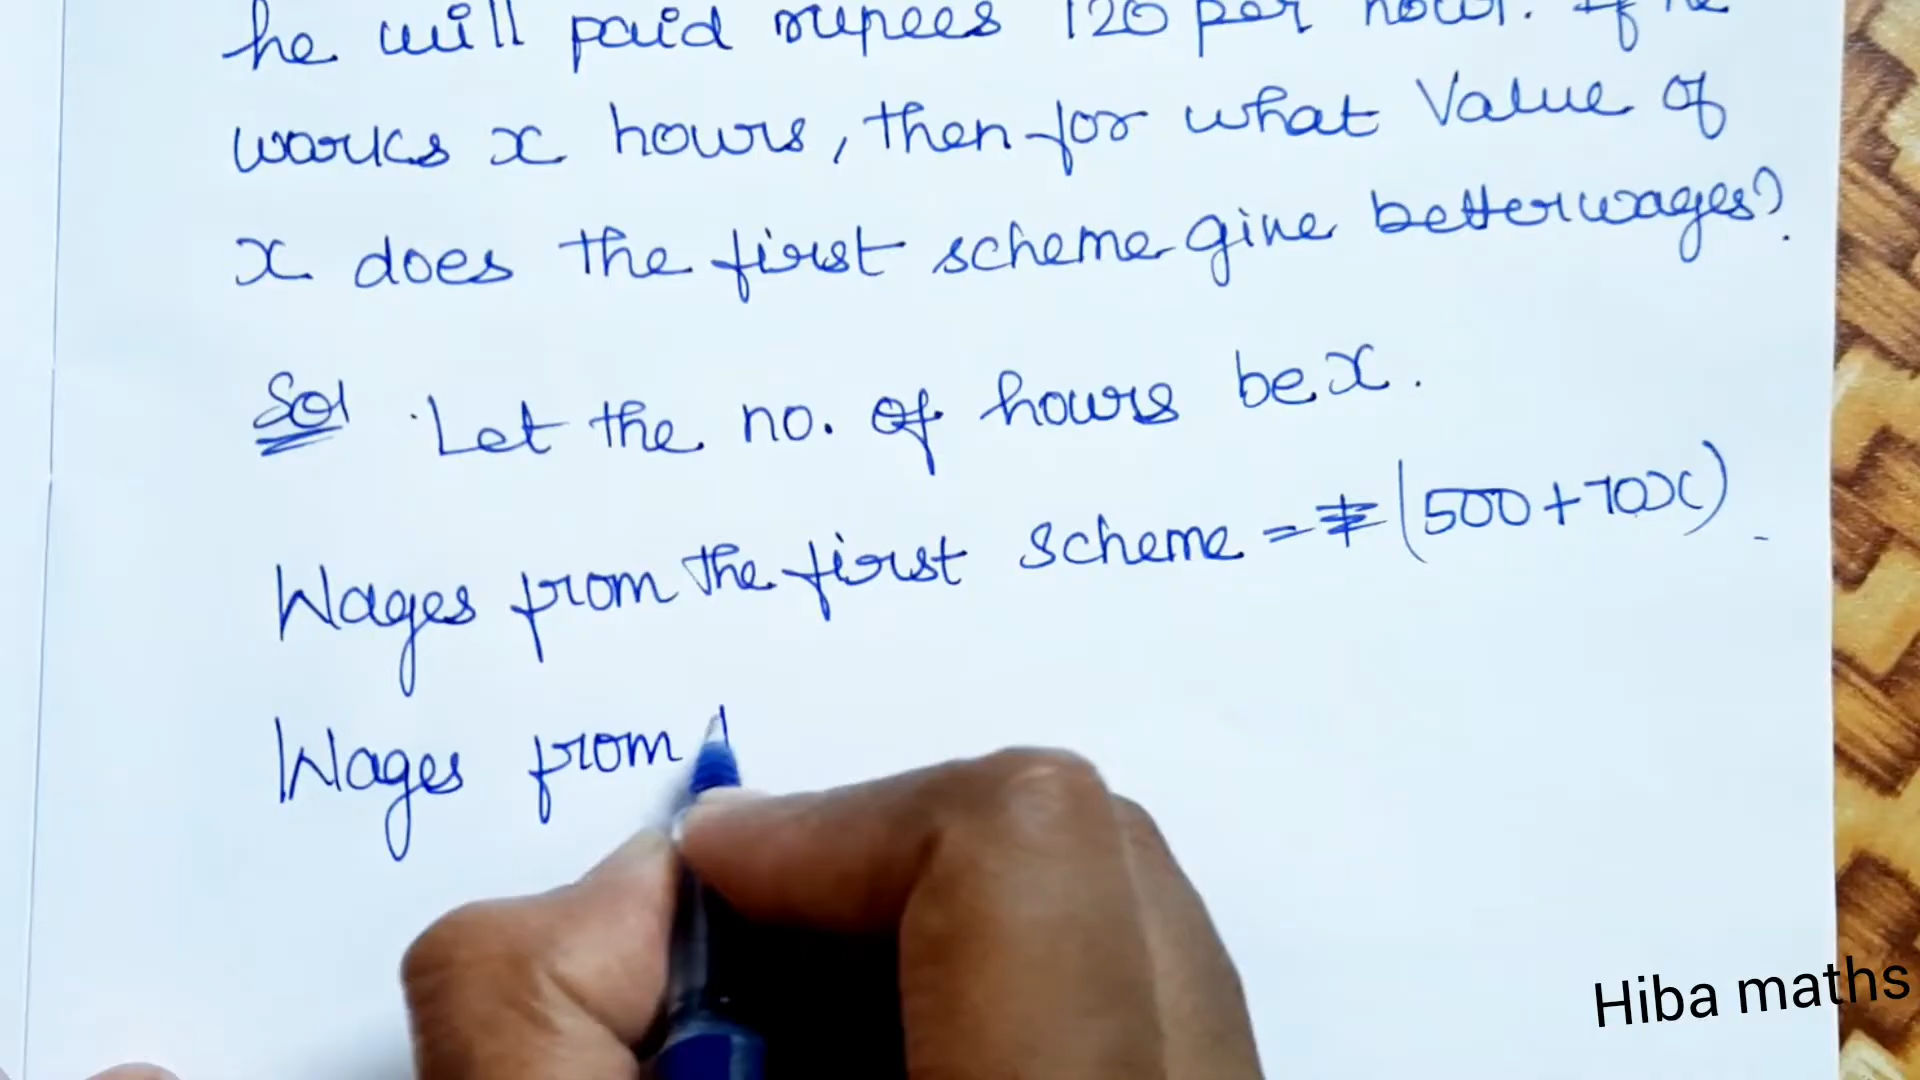 he will paid rupees 120 per hour. If he
works x hours, then for what value of
x does the first scheme give better wages?
Sol Let the no. of hours be x.
Wages from the first scheme = ₹ (500+70x)
Wages from
Hiba maths